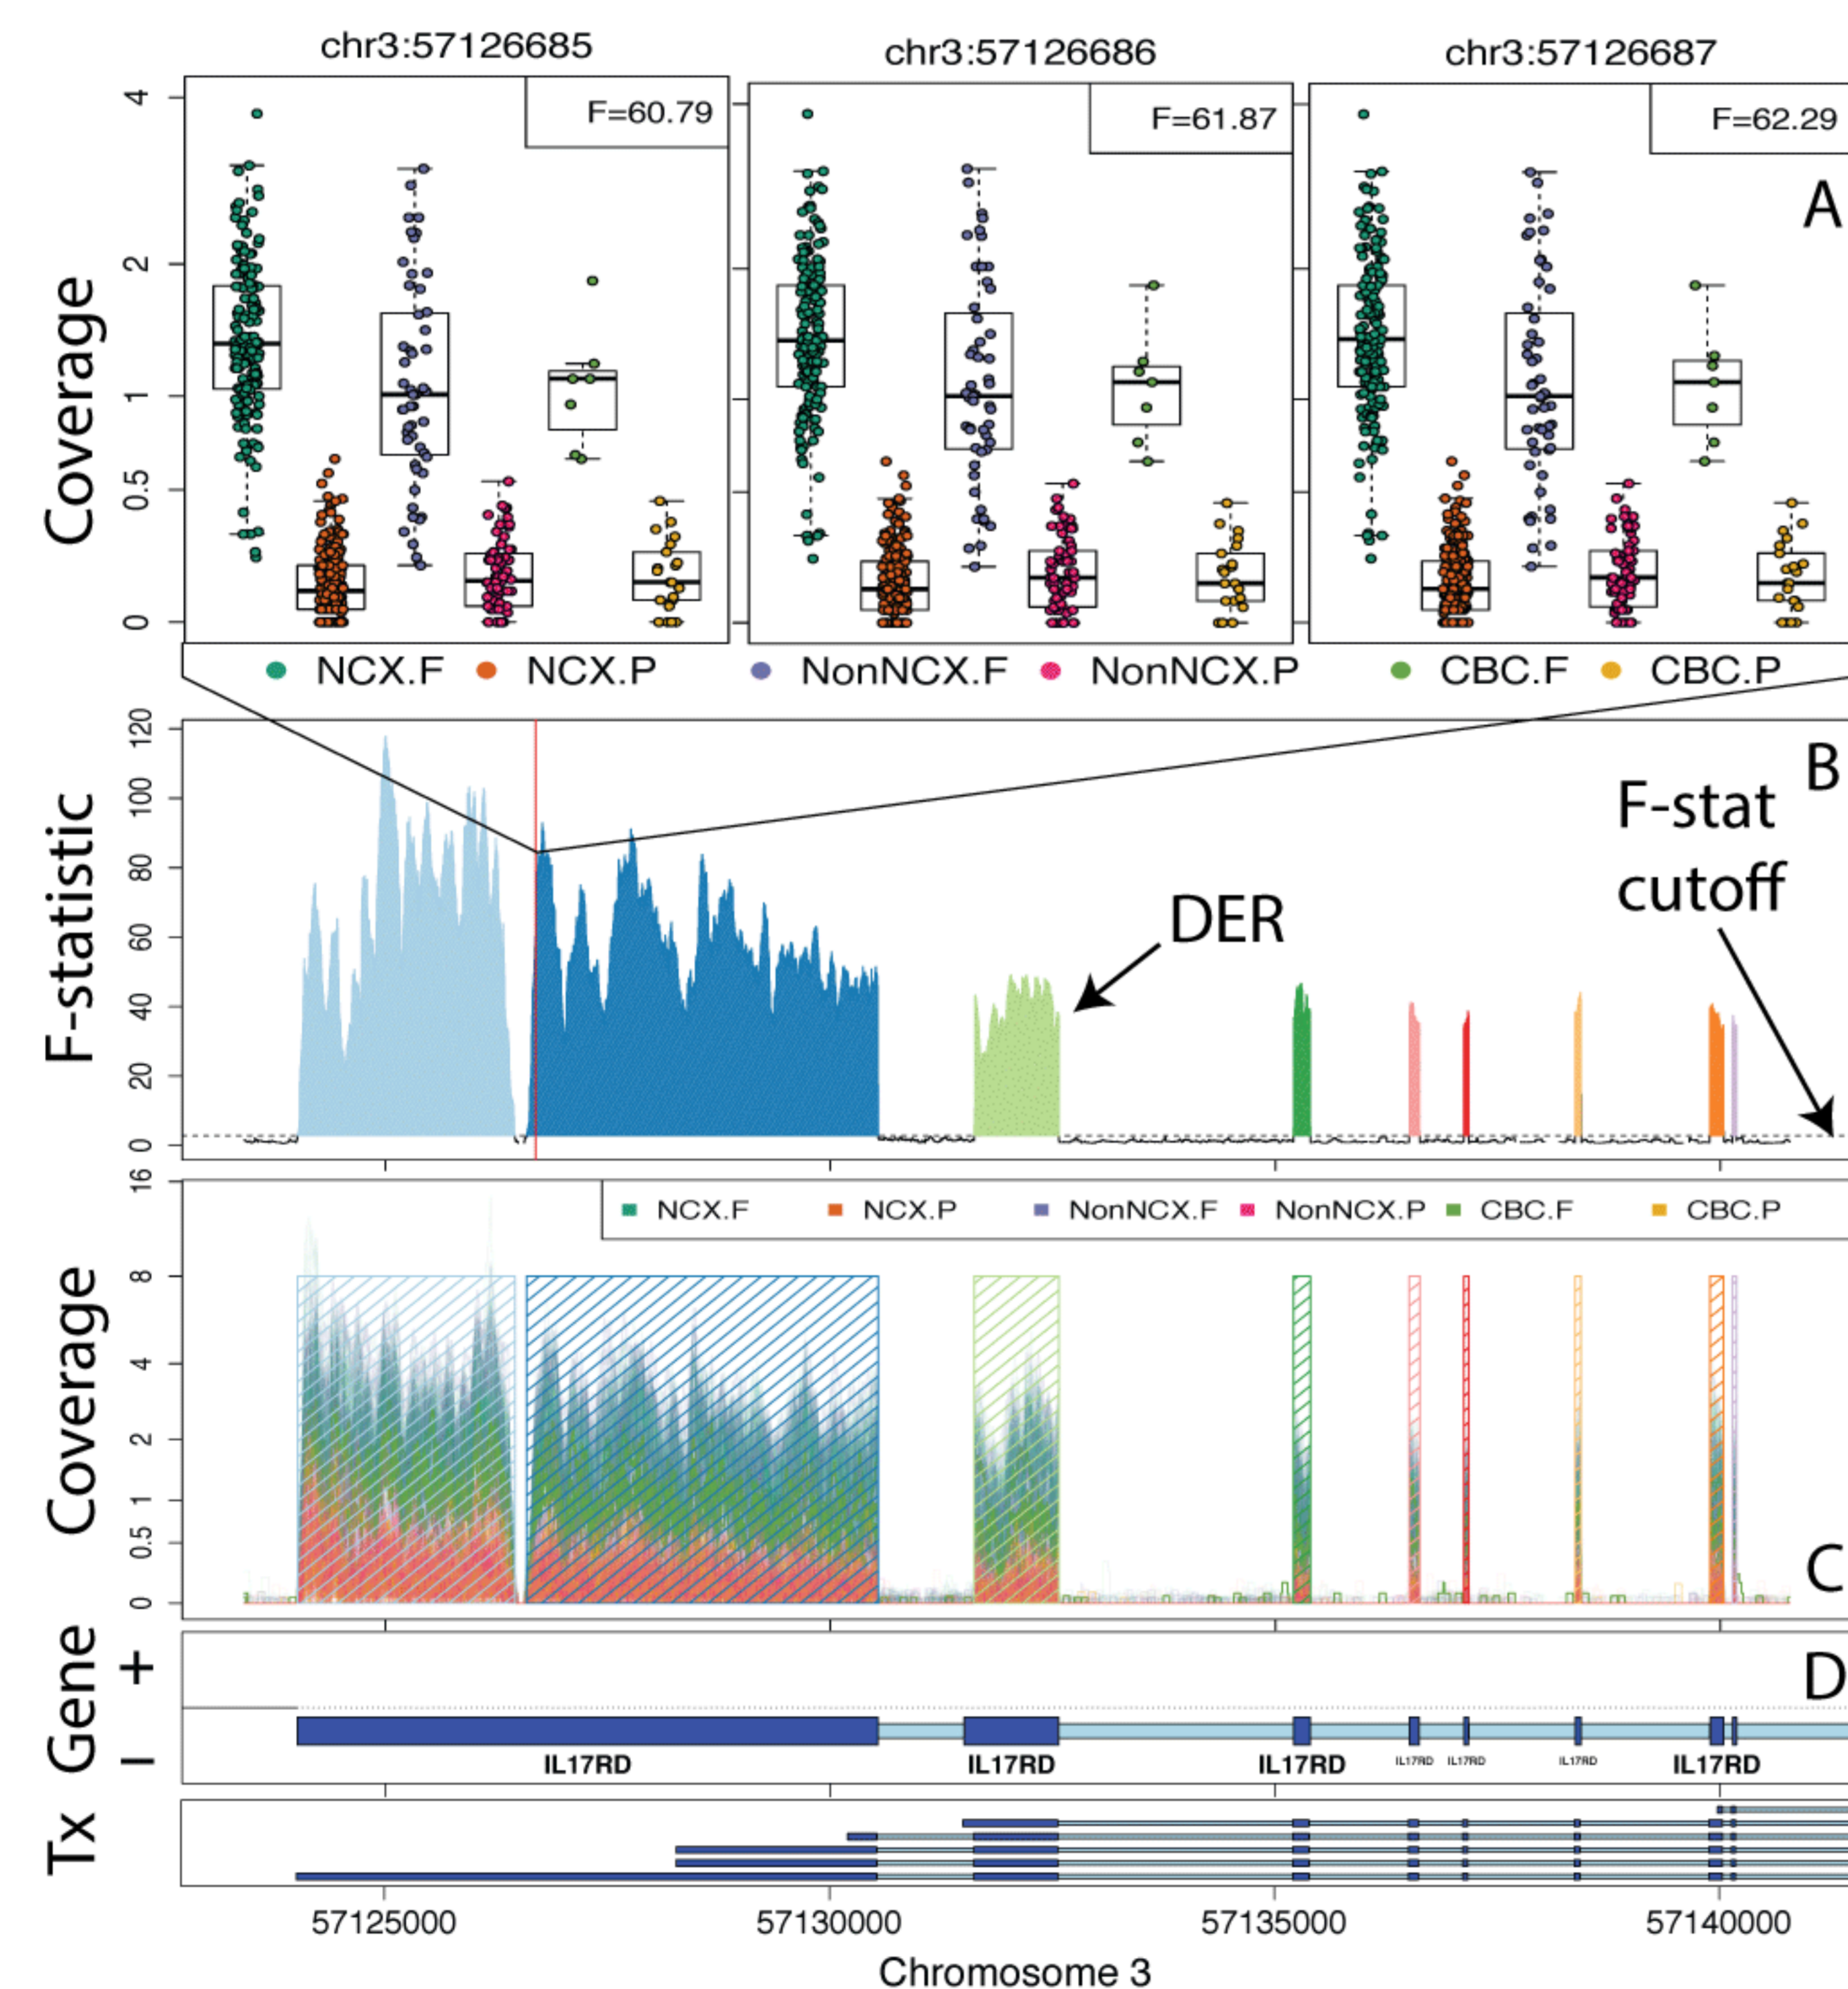 chr3:57126685 chr3:57126686 chr3:57126687
F=60.79 F=61.87 F=62.29
A
Coverage
4
2
1
0.5
0
NCX.F NCX.P NonNCX.F NonNCX.P CBC.F CBC.P
B
F-statistic
120
100
80
60
40
20
0
F-stat
cutoff
DER
NCX.F NCX.P NonNCX.F NonNCX.P CBC.F CBC.P
Coverage
16
8
4
2
1
0.5
0
C
Gene
+
–
D
IL17RD IL17RD IL17RD IL17RD IL17RD IL17RD IL17RD
Tx
57125000 57130000 57135000 57140000
Chromosome 3